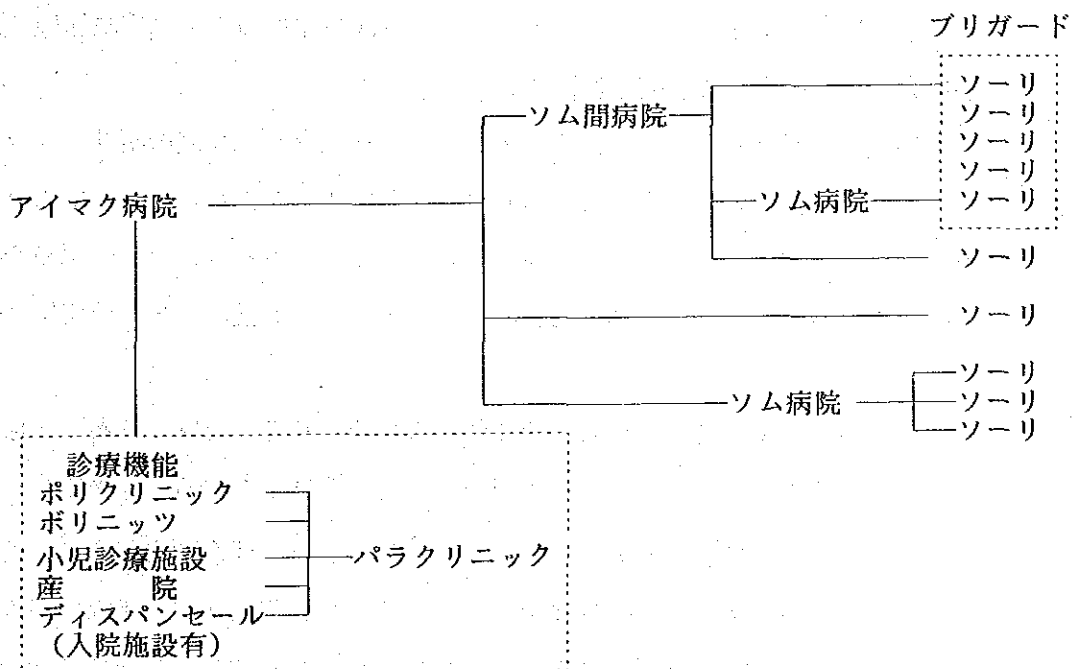 ブリガード
ソーリ
ソム間病院 ソーリ
ソーリ
ソーリ
アイマク病院 ソム病院 ソーリ
ソーリ
ソーリ
ソーリ
ソム病院 ソーリ
ソーリ
診療機能
ポリクリニック
ボリニッツ
小児診療施設 パラクリニック
産 院
ディスパンセール
(入院施設有)